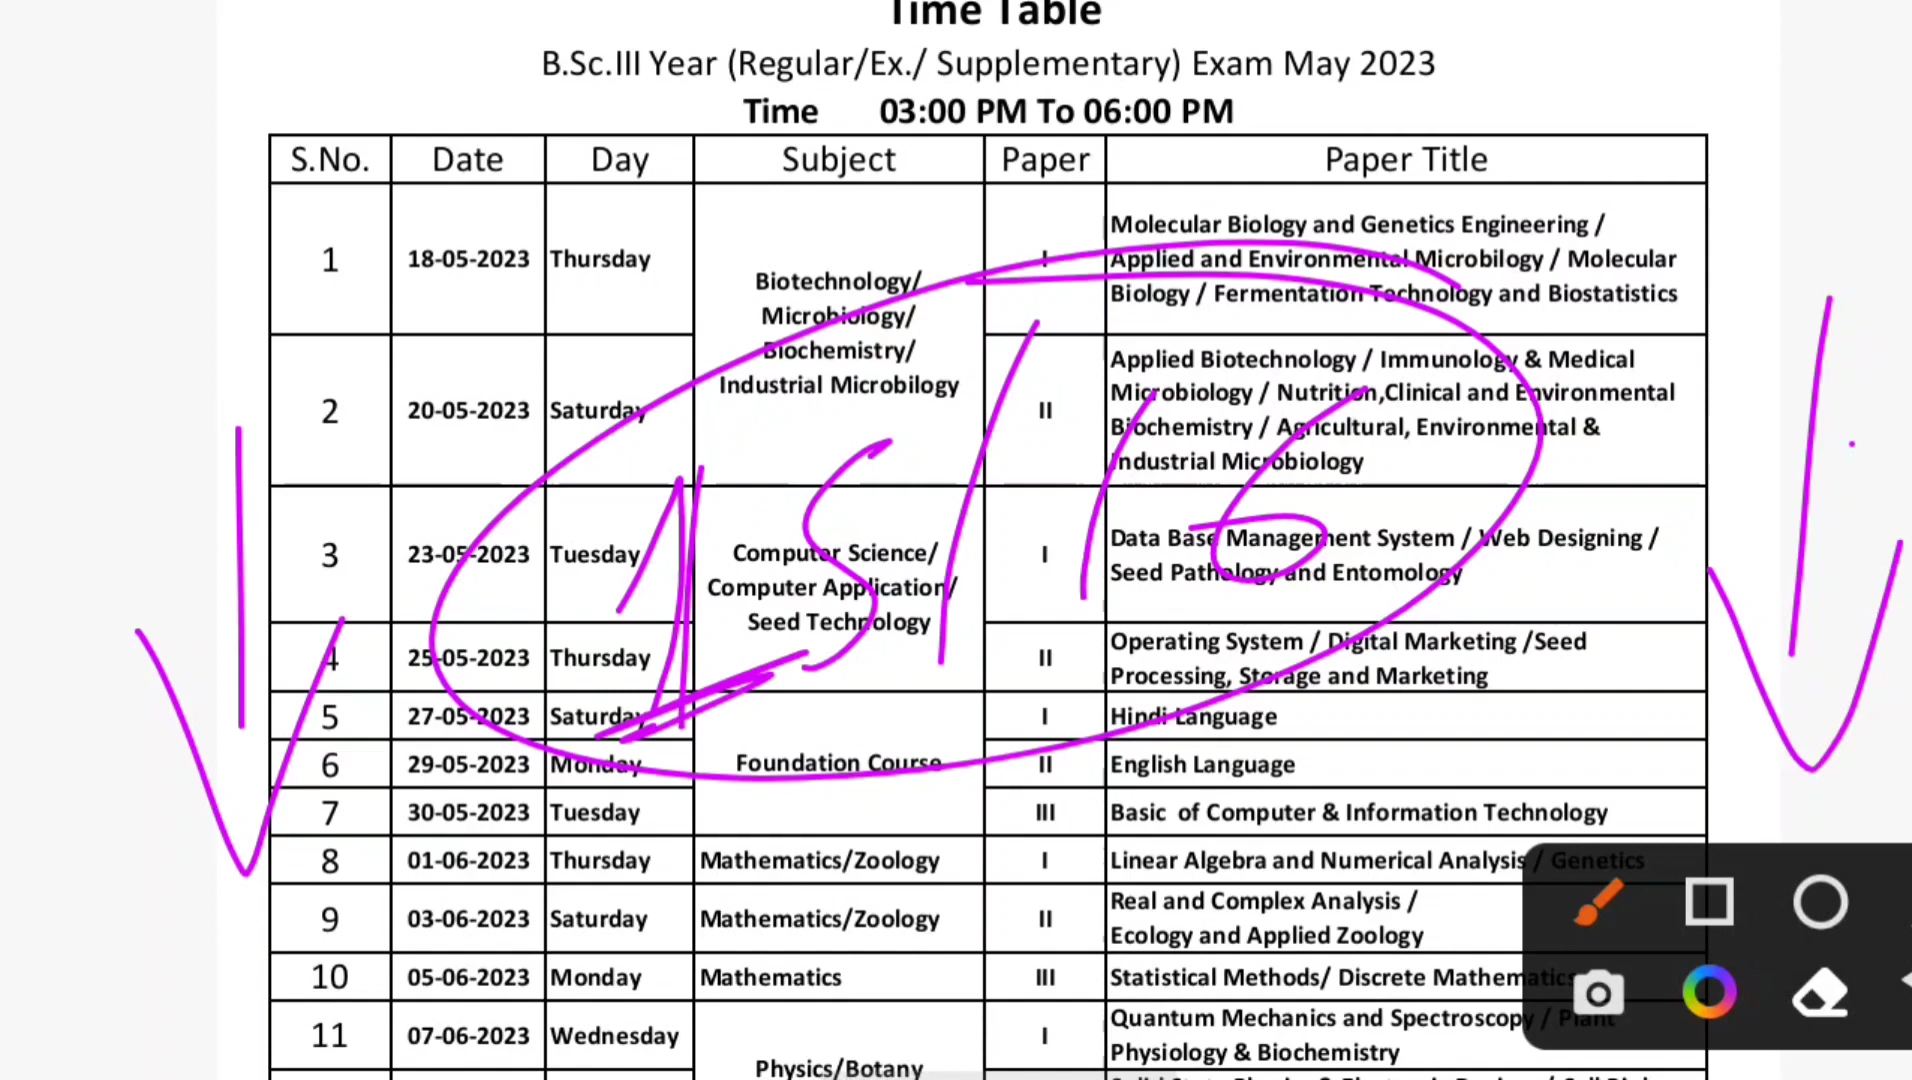 Time Table
B.Sc.III Year (Regular/Ex./ Supplementary) Exam May 2023
Time 03:00 PM To 06:00 PM
S.No. Date Day Subject Paper Paper Title
1 18-05-2023 Thursday I
Molecular Biology and Genetics Engineering /
Applied and Environmental Microbilogy / Molecular
Biology / Fermentation Technology and Biostatistics
Biotechnology/
Microbiology/
Biochemistry/
Industrial Microbilogy
2 20-05-2023 Saturday II
Applied Biotechnology / Immunology & Medical
Microbiology / Nutrition,Clinical and Environmental
Biochemistry / Agricultural, Environmental &
Industrial Microbiology
3 23-05-2023 Tuesday I
Data Base Management System / Web Designing /
Seed Pathology and Entomology
Computer Science/
Computer Application/
Seed Technology
4 25-05-2023 Thursday II
Operating System / Digital Marketing /Seed
Processing, Storage and Marketing
5 27-05-2023 Saturday I Hindi Language
6 29-05-2023 Monday Foundation Course II English Language
7 30-05-2023 Tuesday III Basic of Computer & Information Technology
8 01-06-2023 Thursday Mathematics/Zoology I Linear Algebra and Numerical Analysis / Genetics
9 03-06-2023 Saturday Mathematics/Zoology II
Real and Complex Analysis /
Ecology and Applied Zoology
10 05-06-2023 Monday Mathematics III Statistical Methods/ Discrete Mathematics
11 07-06-2023 Wednesday I
Quantum Mechanics and Spectroscopy / Plant
Physiology & Biochemistry
Physics/Botany